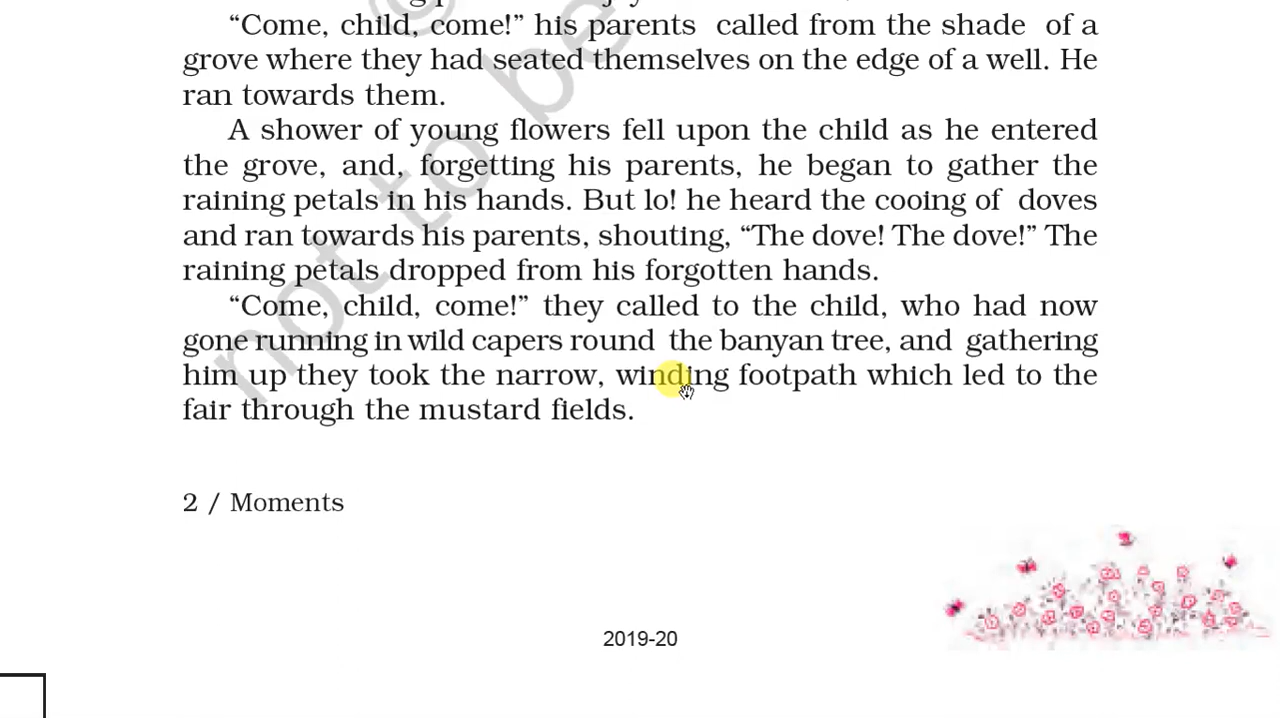 “Come, child, come!” his parents called from the shade of a
grove where they had seated themselves on the edge of a well. He
ran towards them.
A shower of young flowers fell upon the child as he entered
the grove, and, forgetting his parents, he began to gather the
raining petals in his hands. But lo! he heard the cooing of doves
and ran towards his parents, shouting, “The dove! The dove!” The
raining petals dropped from his forgotten hands.
“Come, child, come!” they called to the child, who had now
gone running in wild capers round the banyan tree, and gathering
him up they took the narrow, winding footpath which led to the
fair through the mustard fields.
2 / Moments
2019-20
not to be
©